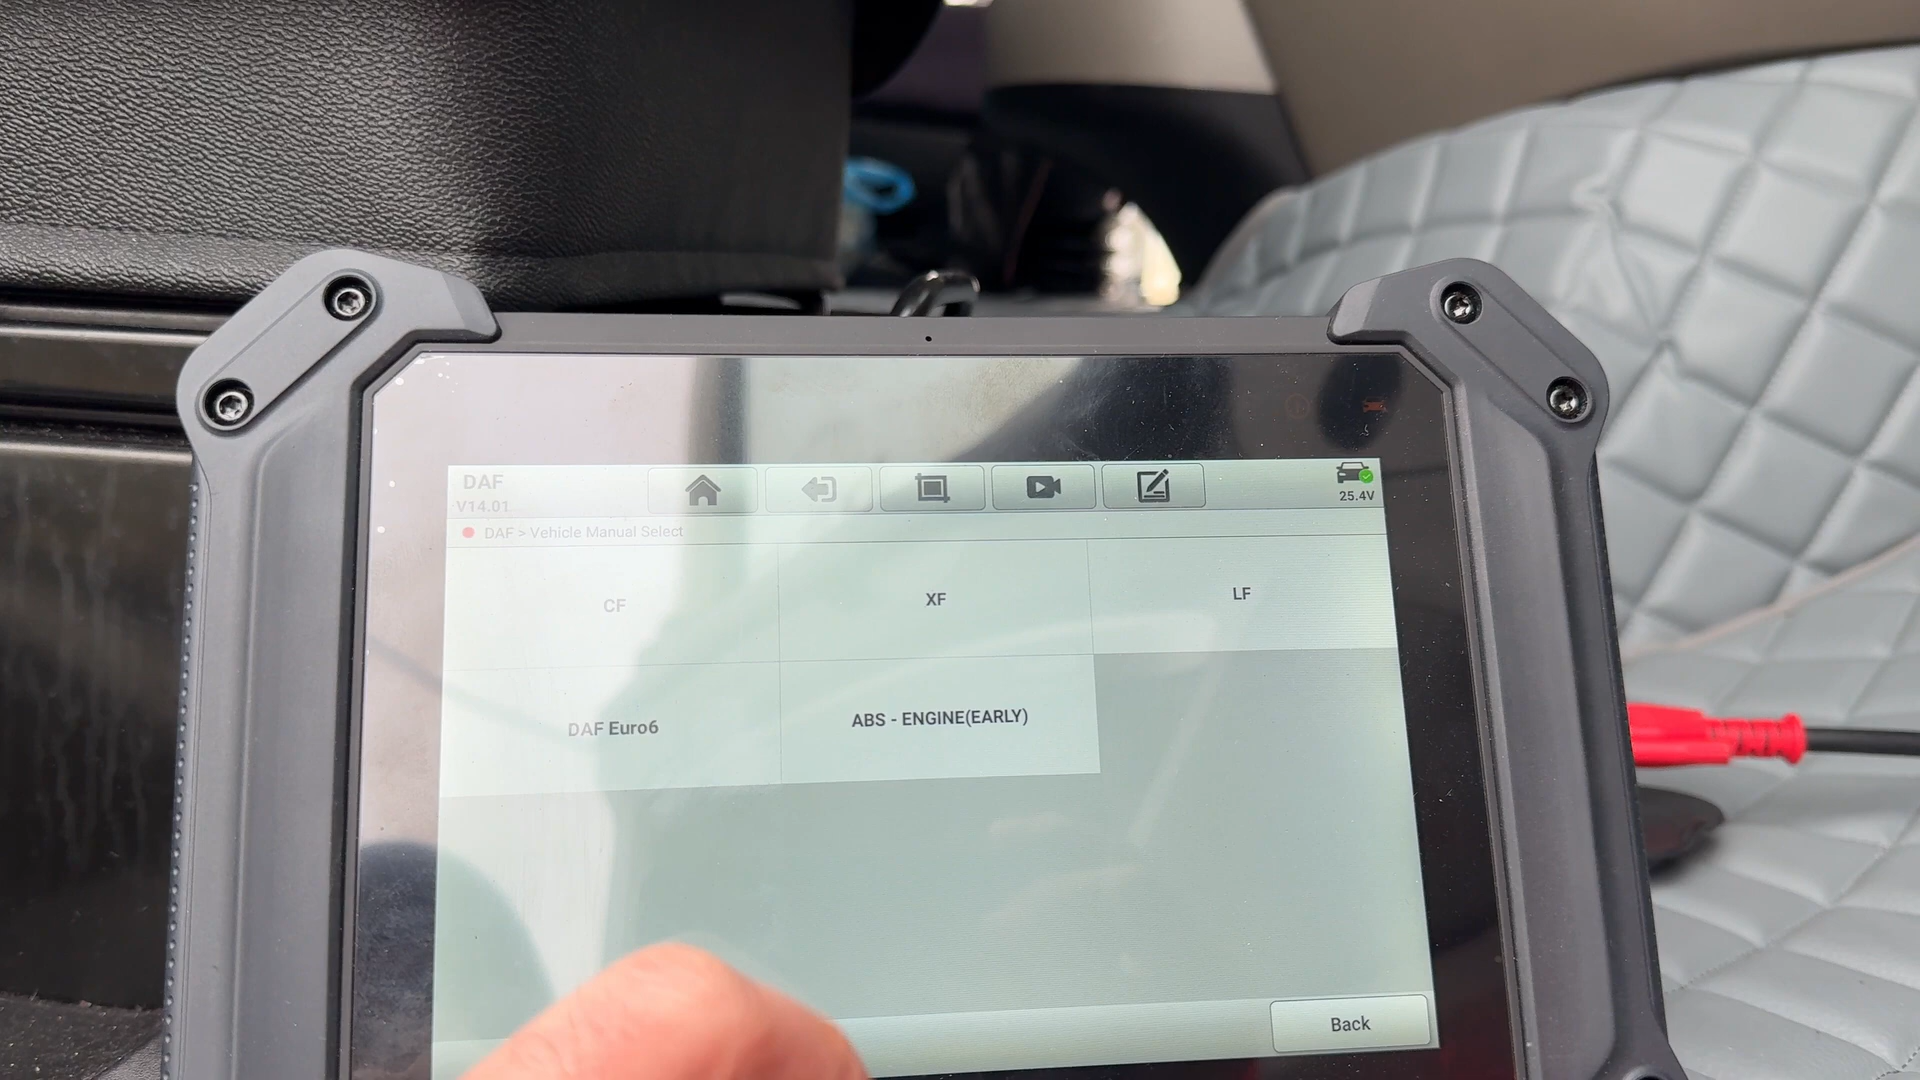 DAF
V14.01
25.4V
DAF > Vehicle Manual Select
CF
XF
LF
DAF Euro6
ABS - ENGINE(EARLY)
Back